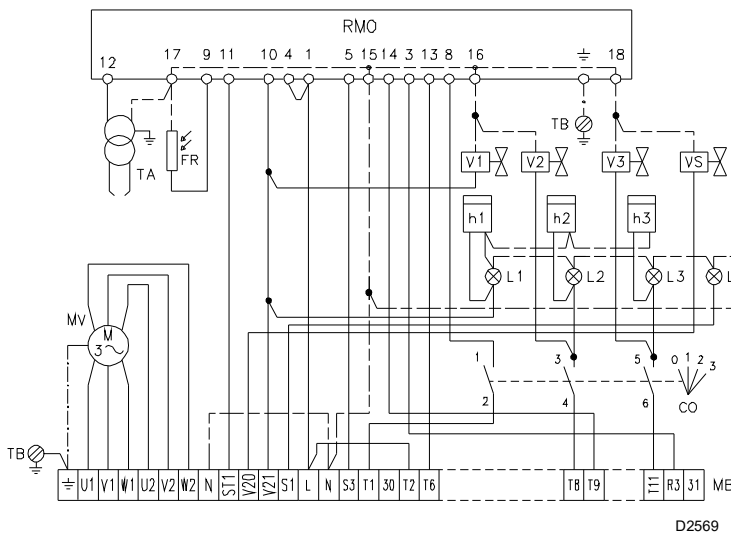 RMO
12 17 9 11 10 4 1 5 15 14 3 13 8 16 18
TB
TA FR V1 V2 V3 VS
h1 h2 h3
L1 L2 L3
MV M
3
1 3 5 0 1 2 3
2 4 6 CO
TB
U1 V1 W1 U2 V2 W2 N ST1 V20 V21 S1 L N S3 T1 30 T2 T6 T8 T9 T11 R3 31
D2569